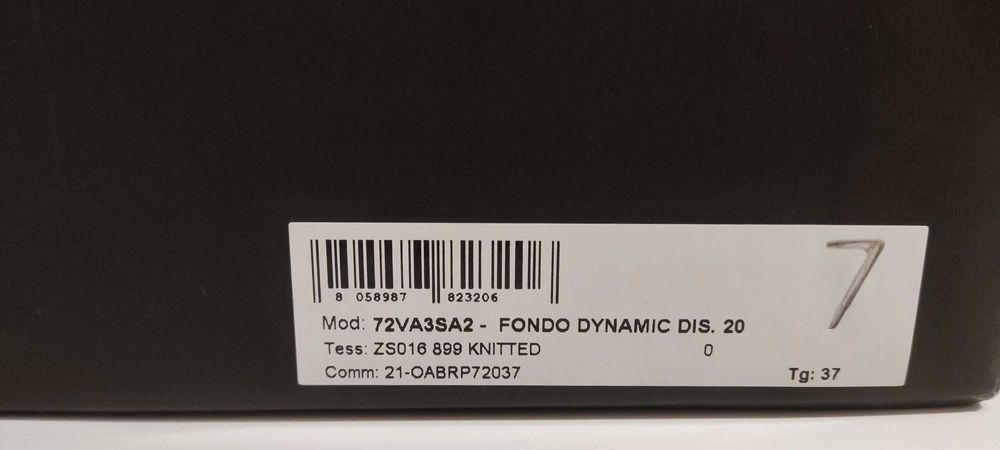 8 058987 823206
7
Mod: 72VA3SA2 - FONDO DYNAMIC DIS. 20
Tess: ZS016 899 KNITTED 0
Comm: 21-OABRP72037 Tg: 37